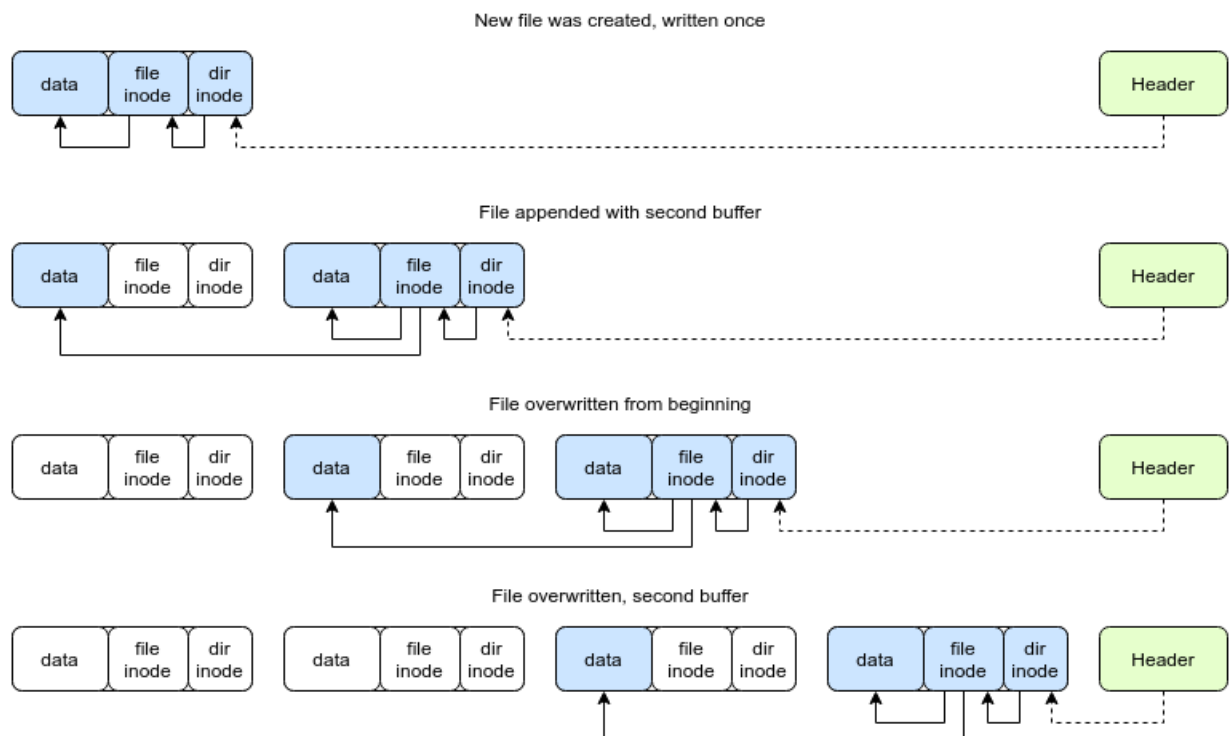 New file was created, written once
data
file
inode
dir
inode
Header
File appended with second buffer
data
file
inode
dir
inode
data
file
inode
dir
inode
Header
File overwritten from beginning
data
file
inode
dir
inode
data
file
inode
dir
inode
data
file
inode
dir
inode
Header
File overwritten, second buffer
data
file
inode
dir
inode
data
file
inode
dir
inode
data
file
inode
dir
inode
data
file
inode
dir
inode
Header